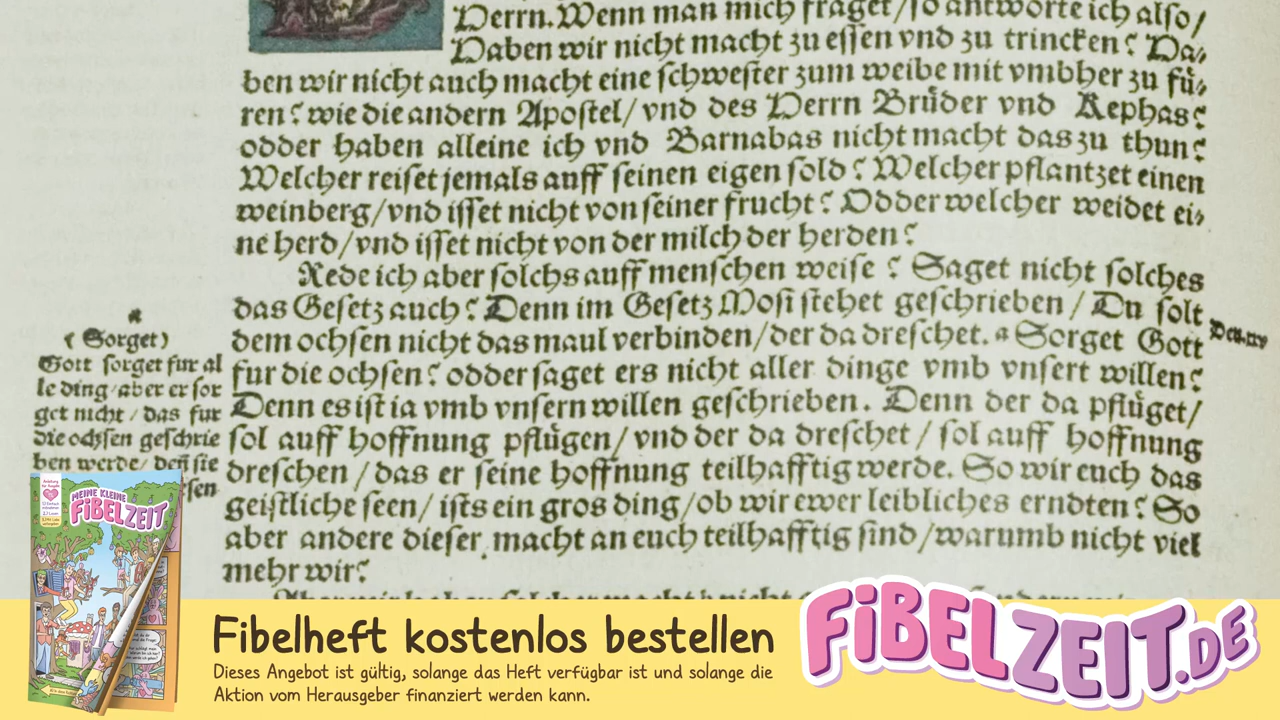 Herrn. Wenn man mich fraget/so antworte ich also/
Haben wir nicht macht zu essen vnd zu trincken? Ha⸗
ben wir nicht auch macht eine schwester zum weibe mit vmbher zu fü⸗
ren? wie die andern Apostel/vnd des Herrn Brüder vnd Kephas?
odder haben alleine ich vnd Barnabas nicht macht das zu thun?
Welcher reiset jemals auff seinen eigen sold? Welcher pflantzet einen
weinberg/vnd isset nicht von seiner frucht? Odder welcher weidet ei⸗
ne herd/vnd isset nicht von der milch der herden?
Rede ich aber solchs auff menschen weise? Saget nicht solches
das Gesetz auch? Denn im Gesetz Mosi stehet geschrieben/Du solt
dem ochsen nicht das maul verbinden/der da dreschet. a Sorget Gott
fur die ochsen? odder saget ers nicht aller dinge vmb vnsert willen?
Denn es ist ia vmb vnsern willen geschrieben. Denn der da pflüget/
sol auff hoffnung pflügen/vnd der da dreschet/sol auff hoffnung
dreschen/das er seine hoffnung teilhafftig werde. So wir euch das
geistliche seen/ists ein gros ding/ob wir ewer leibliches erndten? So
aber andere dieser macht an euch teilhafftig sind/warumb nicht viel
mehr wir?
a
(Sorget)
Gott sorget fur al
le ding/aber er sor
get nicht/das fur
die ochsen geschrie
ben werde/deñ sie
sen
MEINE KLEINE
FiBELZEIT
Fibelheft kostenlos bestellen
Dieses Angebot ist gültig, solange das Heft verfügbar ist und solange die
Aktion vom Herausgeber finanziert werden kann.
FiBELZEIT.DE